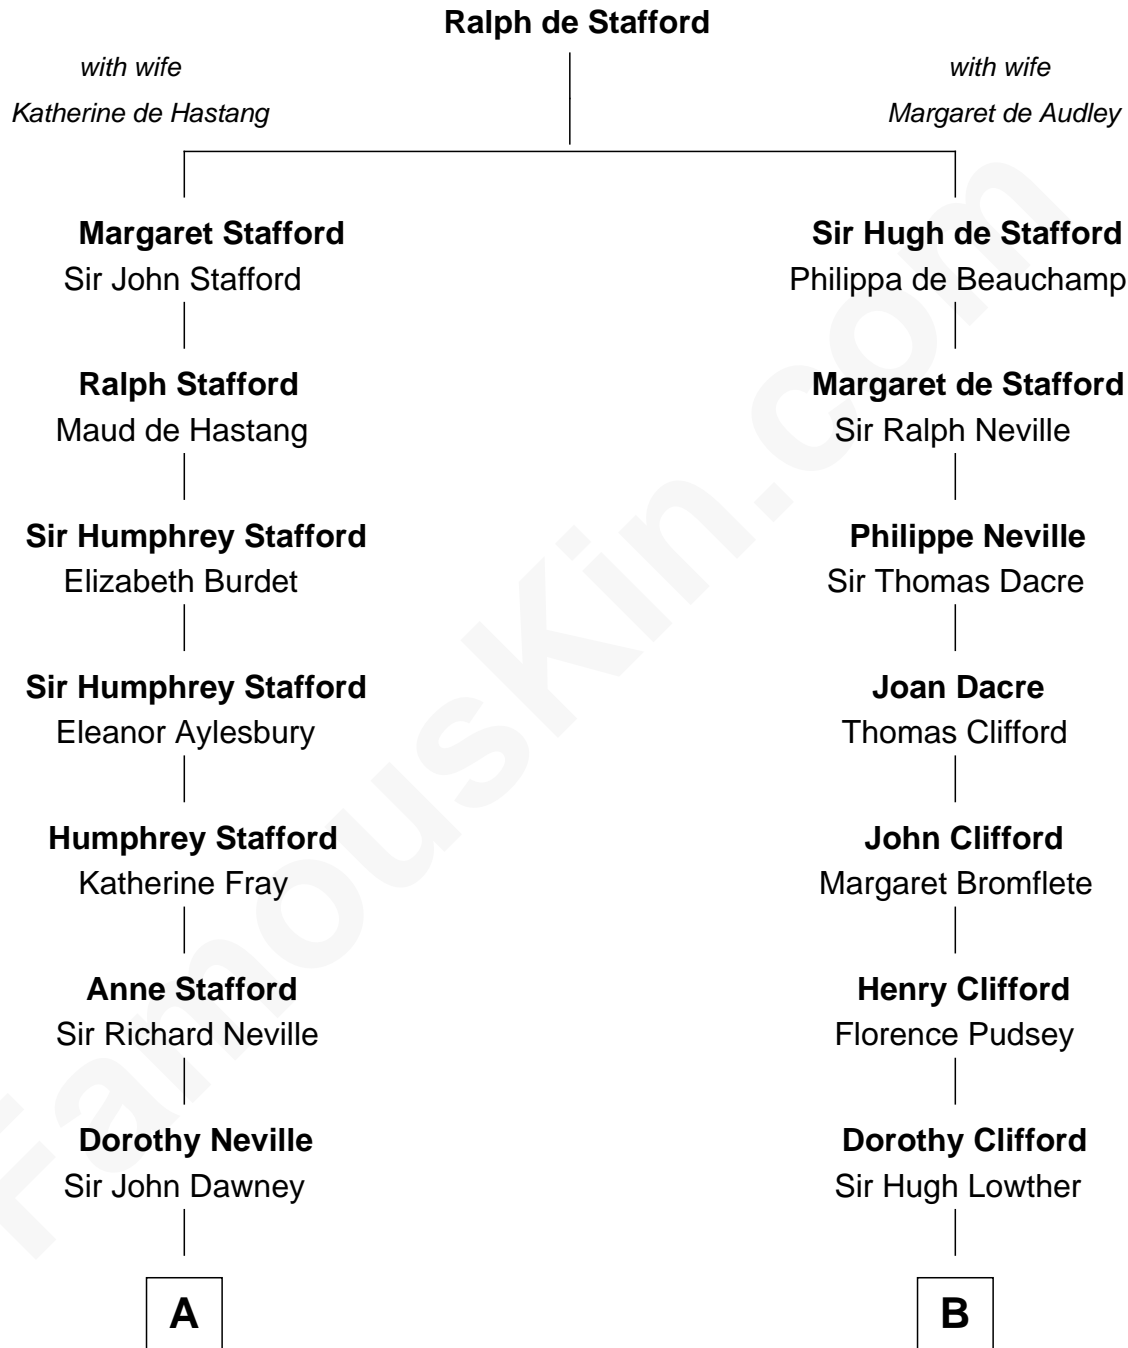 Ralph de Stafford
with wife
Katherine de Hastang
with wife
Margaret de Audley
Margaret Stafford
Sir John Stafford
Sir Hugh de Stafford
Philippa de Beauchamp
Ralph Stafford
Maud de Hastang
Margaret de Stafford
Sir Ralph Neville
Sir Humphrey Stafford
Elizabeth Burdet
Philippe Neville
Sir Thomas Dacre
Sir Humphrey Stafford
Eleanor Aylesbury
Joan Dacre
Thomas Clifford
Humphrey Stafford
Katherine Fray
John Clifford
Margaret Bromflete
Anne Stafford
Sir Richard Neville
Henry Clifford
Florence Pudsey
Dorothy Neville
Sir John Dawney
Dorothy Clifford
Sir Hugh Lowther
A
B
FamousKin.com